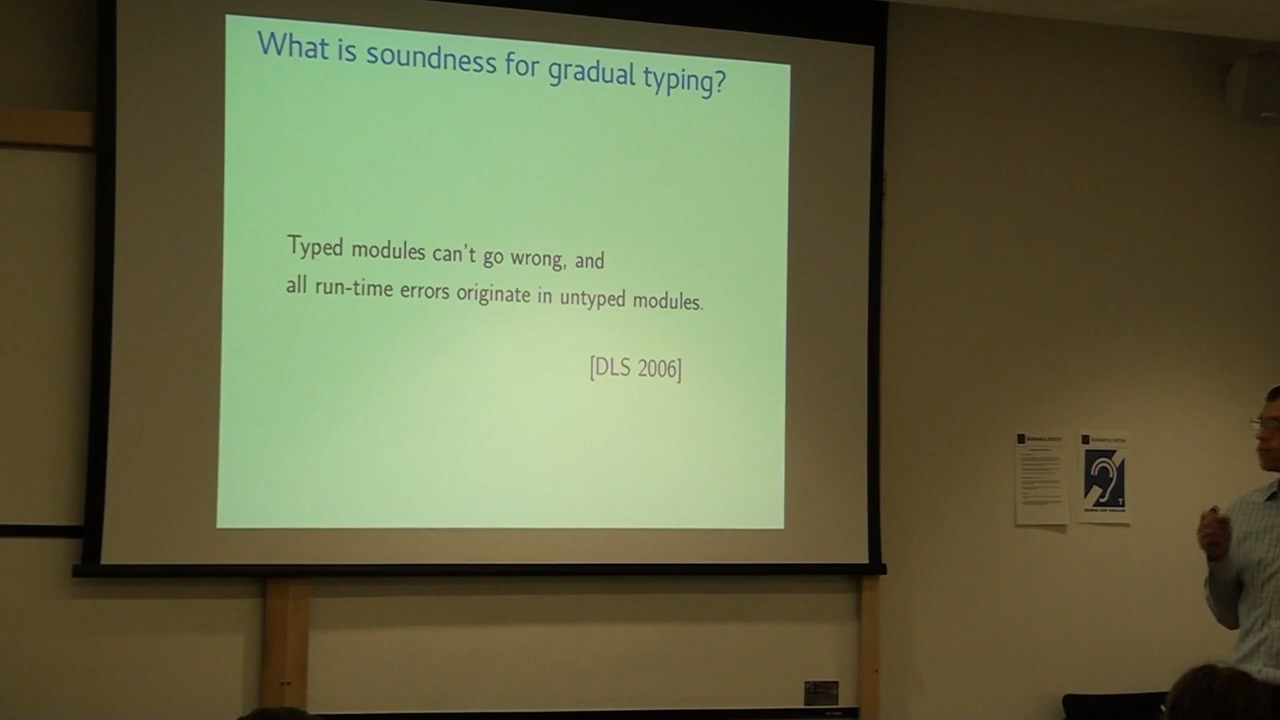 What is soundness for gradual typing?
Typed modules can't go wrong, and
all run-time errors originate in untyped modules.
[DLS 2006]
T